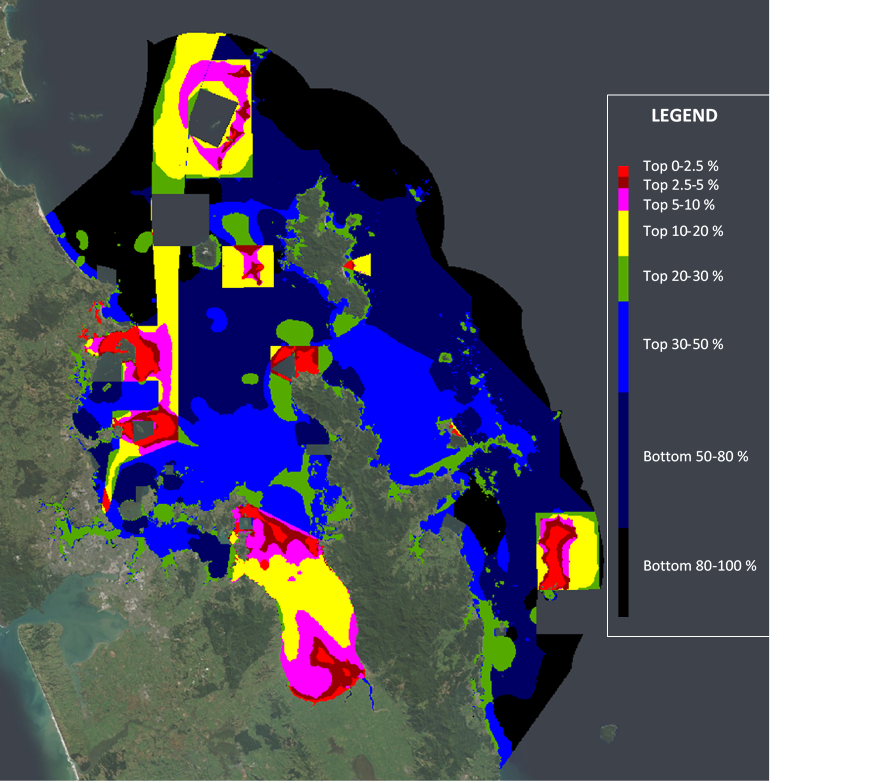 LEGEND
Top 0-2.5 %
Top 2.5-5 %
Top 5-10 %
Top 10-20 %
Top 20-30 %
Top 30-50 %
Bottom 50-80 %
Bottom 80-100 %